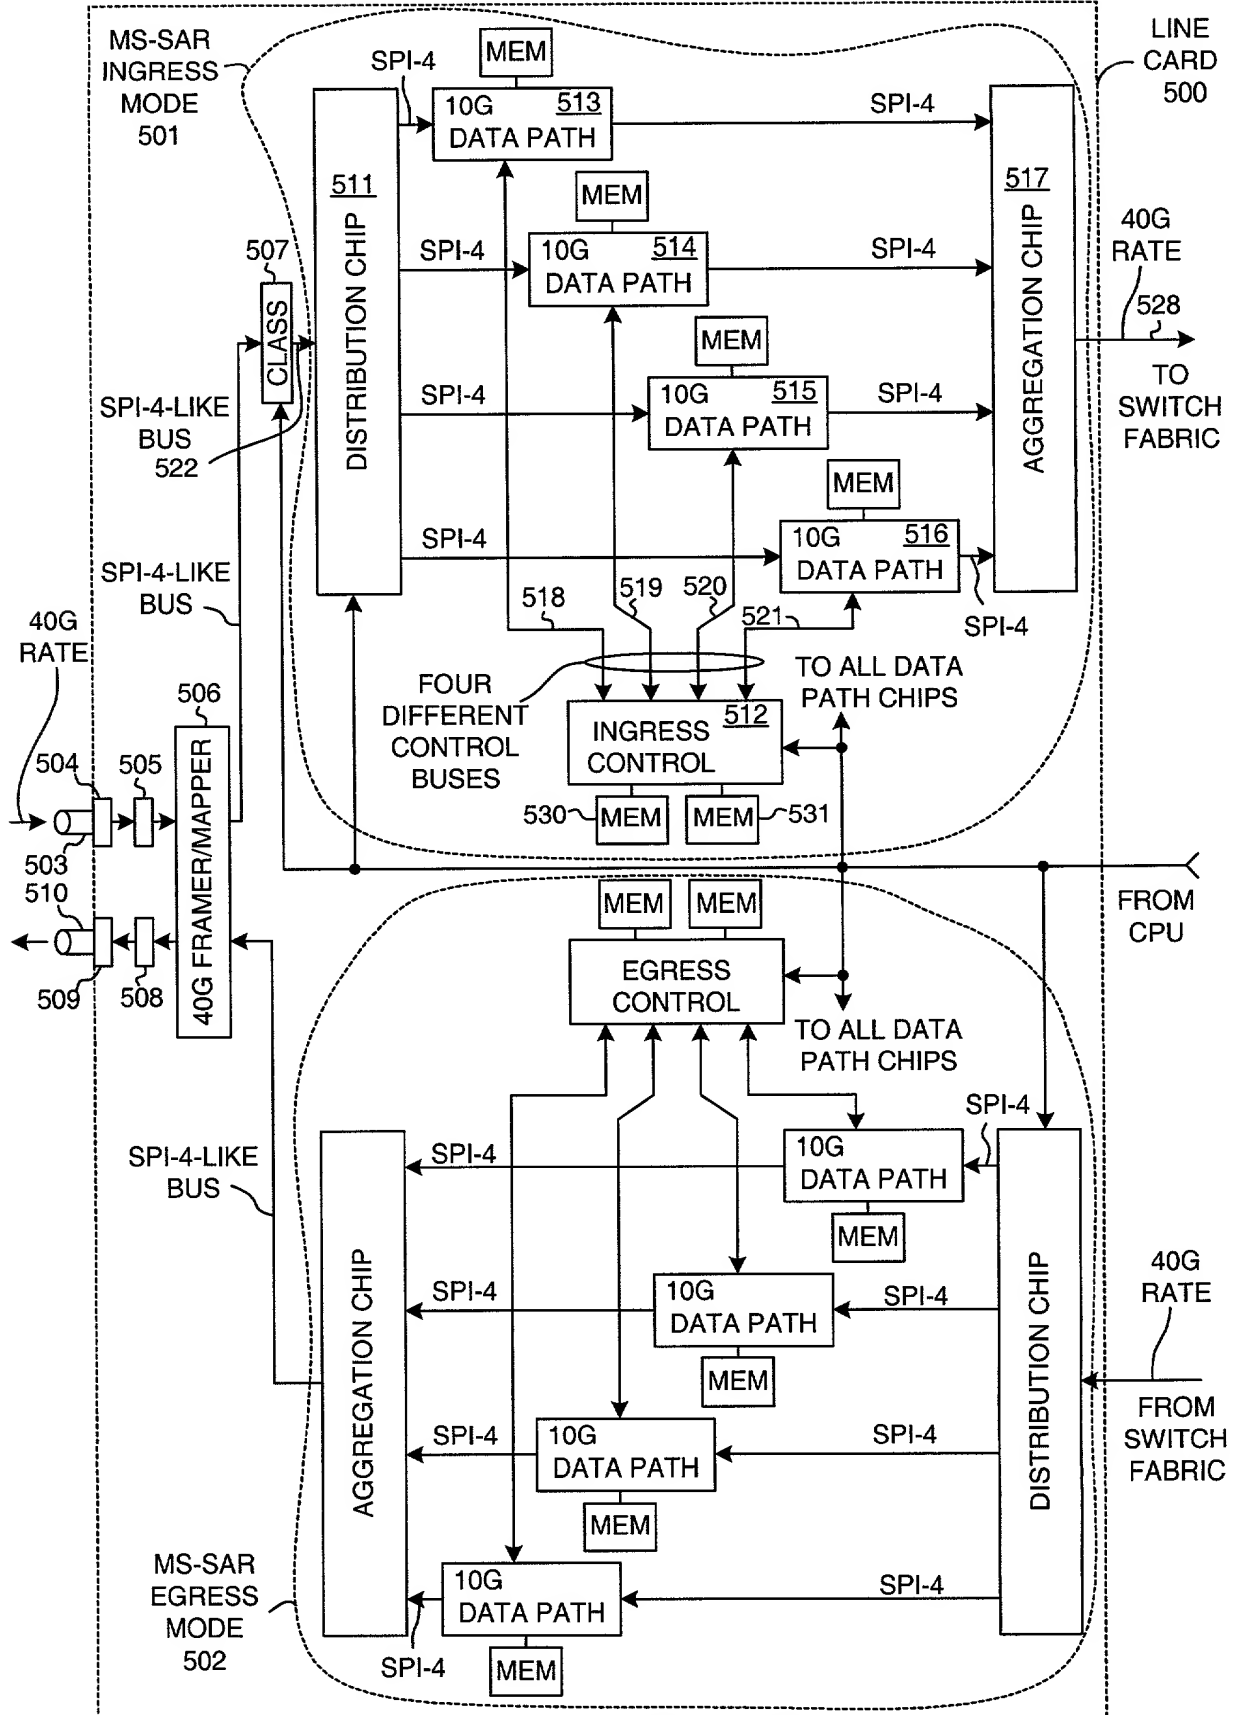 MS-SAR
INGRESS
MODE
501
LINE
CARD
500
SPI-4
MEM
10G 513
DATA PATH
SPI-4
511
DISTRIBUTION CHIP
517
AGGREGATION CHIP
MEM
SPI-4
10G 514
DATA PATH
SPI-4
40G
RATE
528
TO
SWITCH
FABRIC
507
CLASS
MEM
SPI-4
10G 515
DATA PATH
SPI-4
SPI-4-LIKE
BUS
522
MEM
SPI-4
10G 516
DATA PATH
SPI-4
SPI-4-LIKE
BUS
518
519
520
521
40G
RATE
FOUR
DIFFERENT
CONTROL
BUSES
TO ALL DATA
PATH CHIPS
INGRESS 512
CONTROL
530
MEM
MEM
531
506
504
505
503
40G FRAMER/MAPPER
510
509
508
FROM
CPU
MEM
MEM
EGRESS
CONTROL
TO ALL DATA
PATH CHIPS
SPI-4
SPI-4-LIKE
BUS
SPI-4
10G
DATA PATH
MEM
AGGREGATION CHIP
DISTRIBUTION CHIP
40G
RATE
SPI-4
10G
DATA PATH
SPI-4
MEM
FROM
SWITCH
FABRIC
SPI-4
10G
DATA PATH
SPI-4
MEM
MS-SAR
EGRESS
MODE
502
10G
DATA PATH
SPI-4
SPI-4
MEM